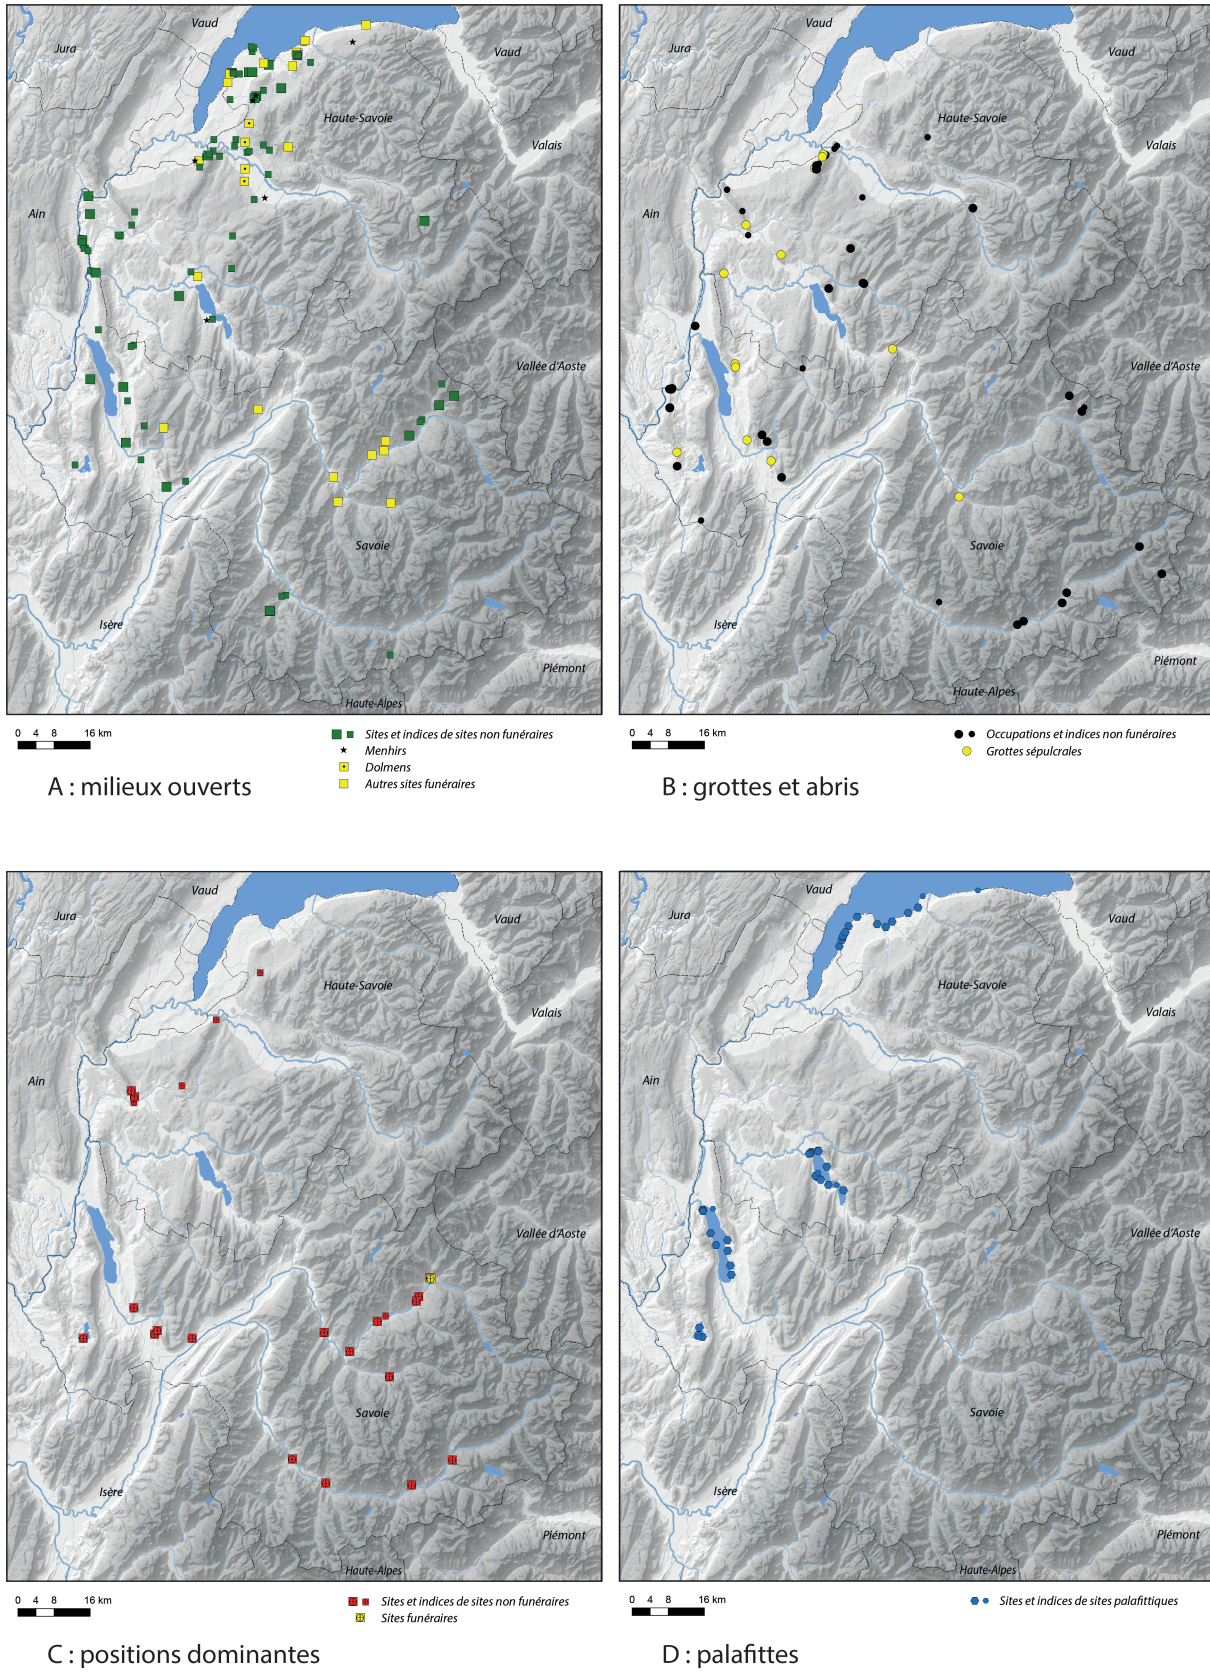 Vaud
Jura
Vaud
Haute-Savoie
Valais
Ain
Vallée d'Aoste
Savoie
Isère
Piémont
Haute-Alpes
0 4 8 16 km
Sites et indices de sites non funéraires
Menhirs
Dolmens
Autres sites funéraires
A : milieux ouverts
Vaud
Jura
Vaud
Haute-Savoie
Valais
Ain
Vallée d'Aoste
Savoie
Isère
Piémont
Haute-Alpes
0 4 8 16 km
Occupations et indices non funéraires
Grottes sépulcrales
B : grottes et abris
Vaud
Jura
Vaud
Haute-Savoie
Valais
Ain
Vallée d'Aoste
Savoie
Isère
Piémont
Haute-Alpes
0 4 8 16 km
Sites et indices de sites non funéraires
Sites funéraires
C : positions dominantes
Vaud
Jura
Vaud
Haute-Savoie
Valais
Ain
Vallée d'Aoste
Savoie
Isère
Piémont
Haute-Alpes
0 4 8 16 km
Sites et indices de sites palafittiques
D : palafittes